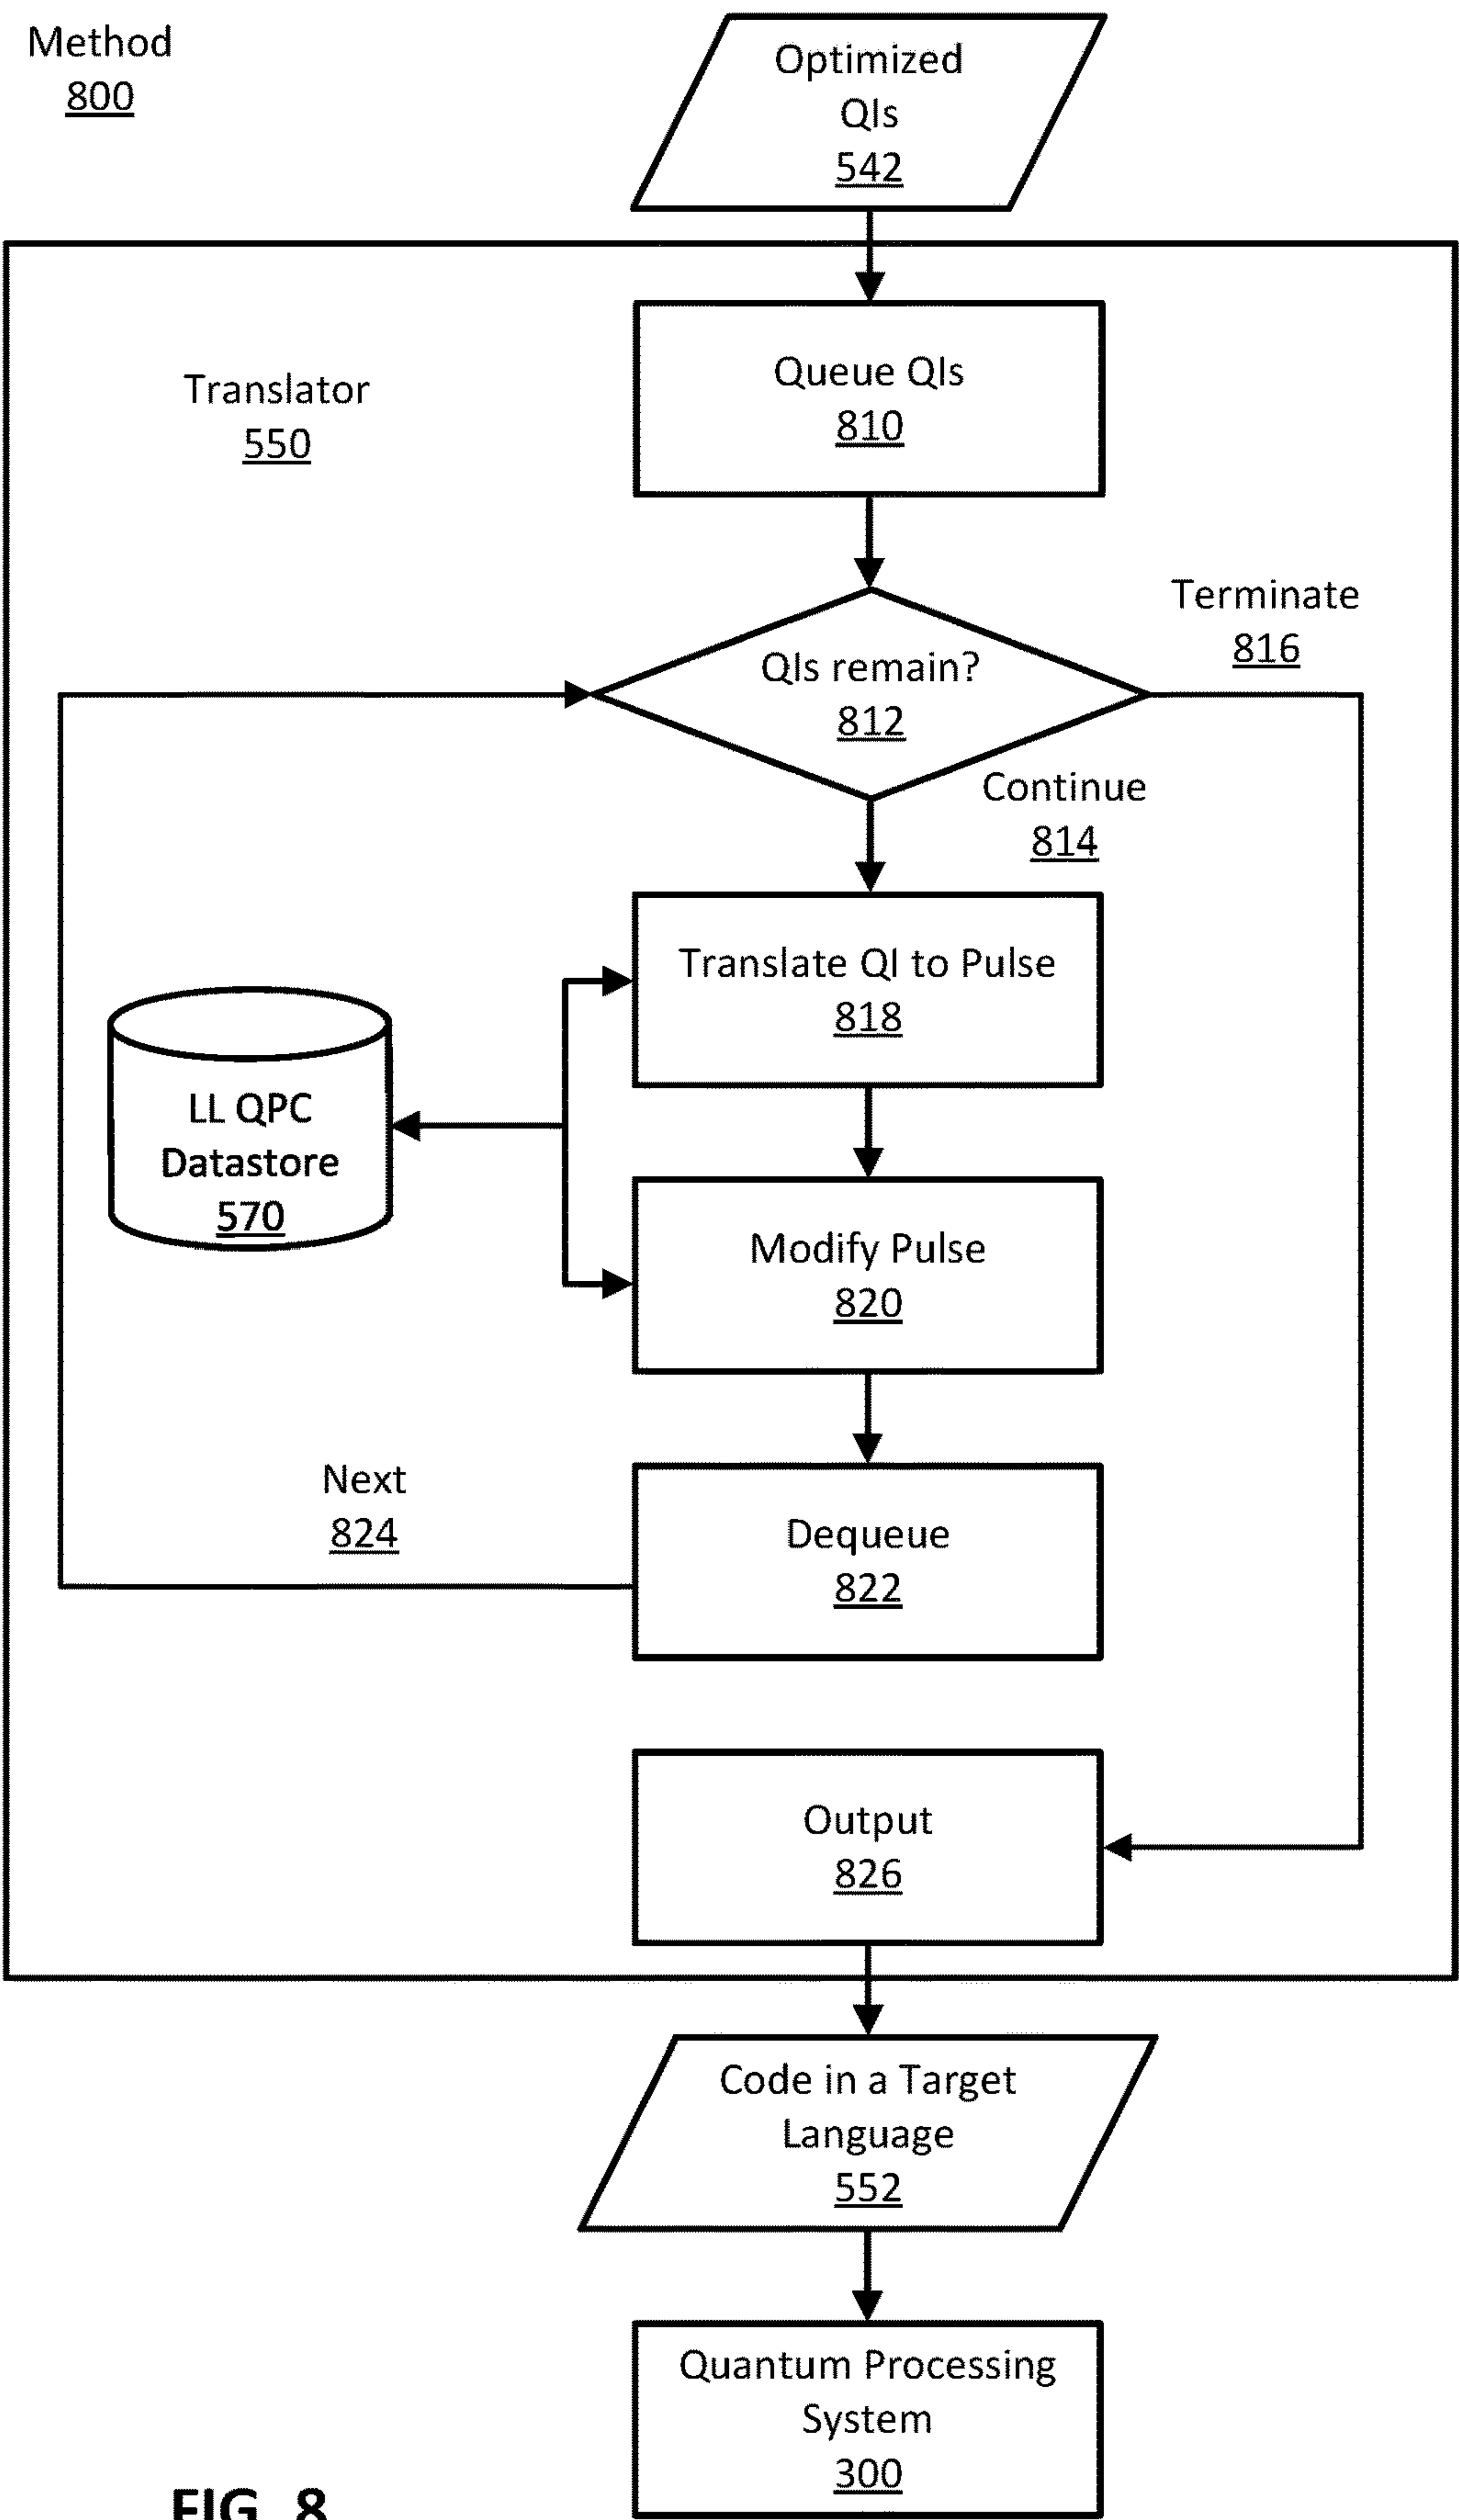 Method
800
Optimized
QIs
542
Translator
550
Queue QIs
810
Terminate
816
QIs remain?
812
Continue
814
Translate QI to Pulse
818
LL QPC
Datastore
570
Modify Pulse
820
Next
824
Dequeue
822
Output
826
Code in a Target
Language
552
Quantum Processing
System
300
FIG. 8